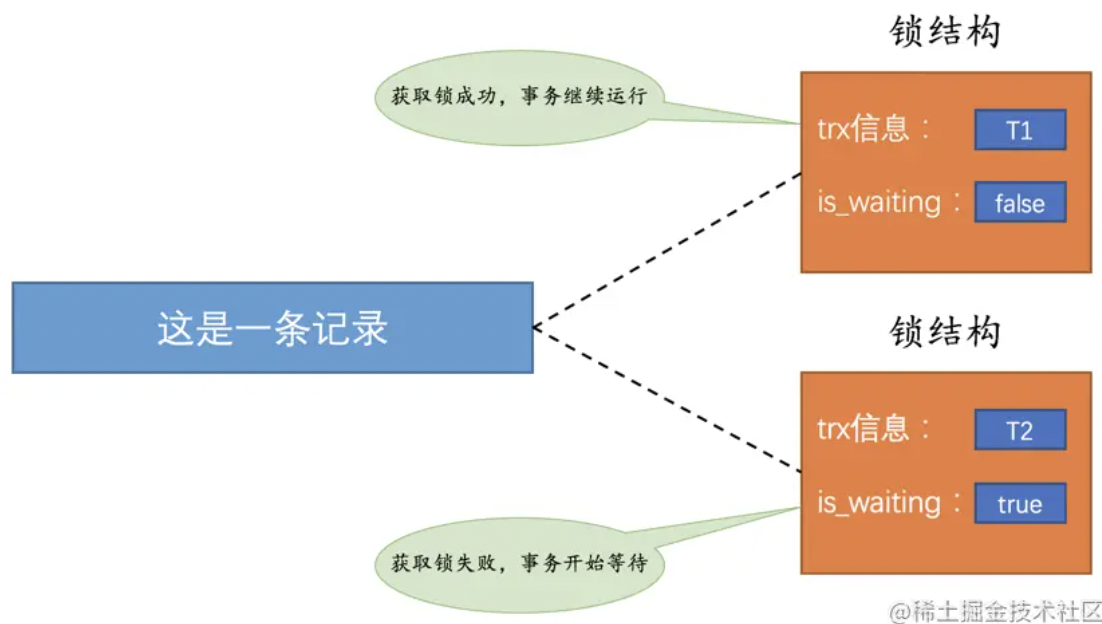 锁结构
获取锁成功，事务继续运行
trx信息： T1
is_waiting： false
这是一条记录
锁结构
trx信息： T2
is_waiting： true
获取锁失败，事务开始等待
@稀土掘金技术社区